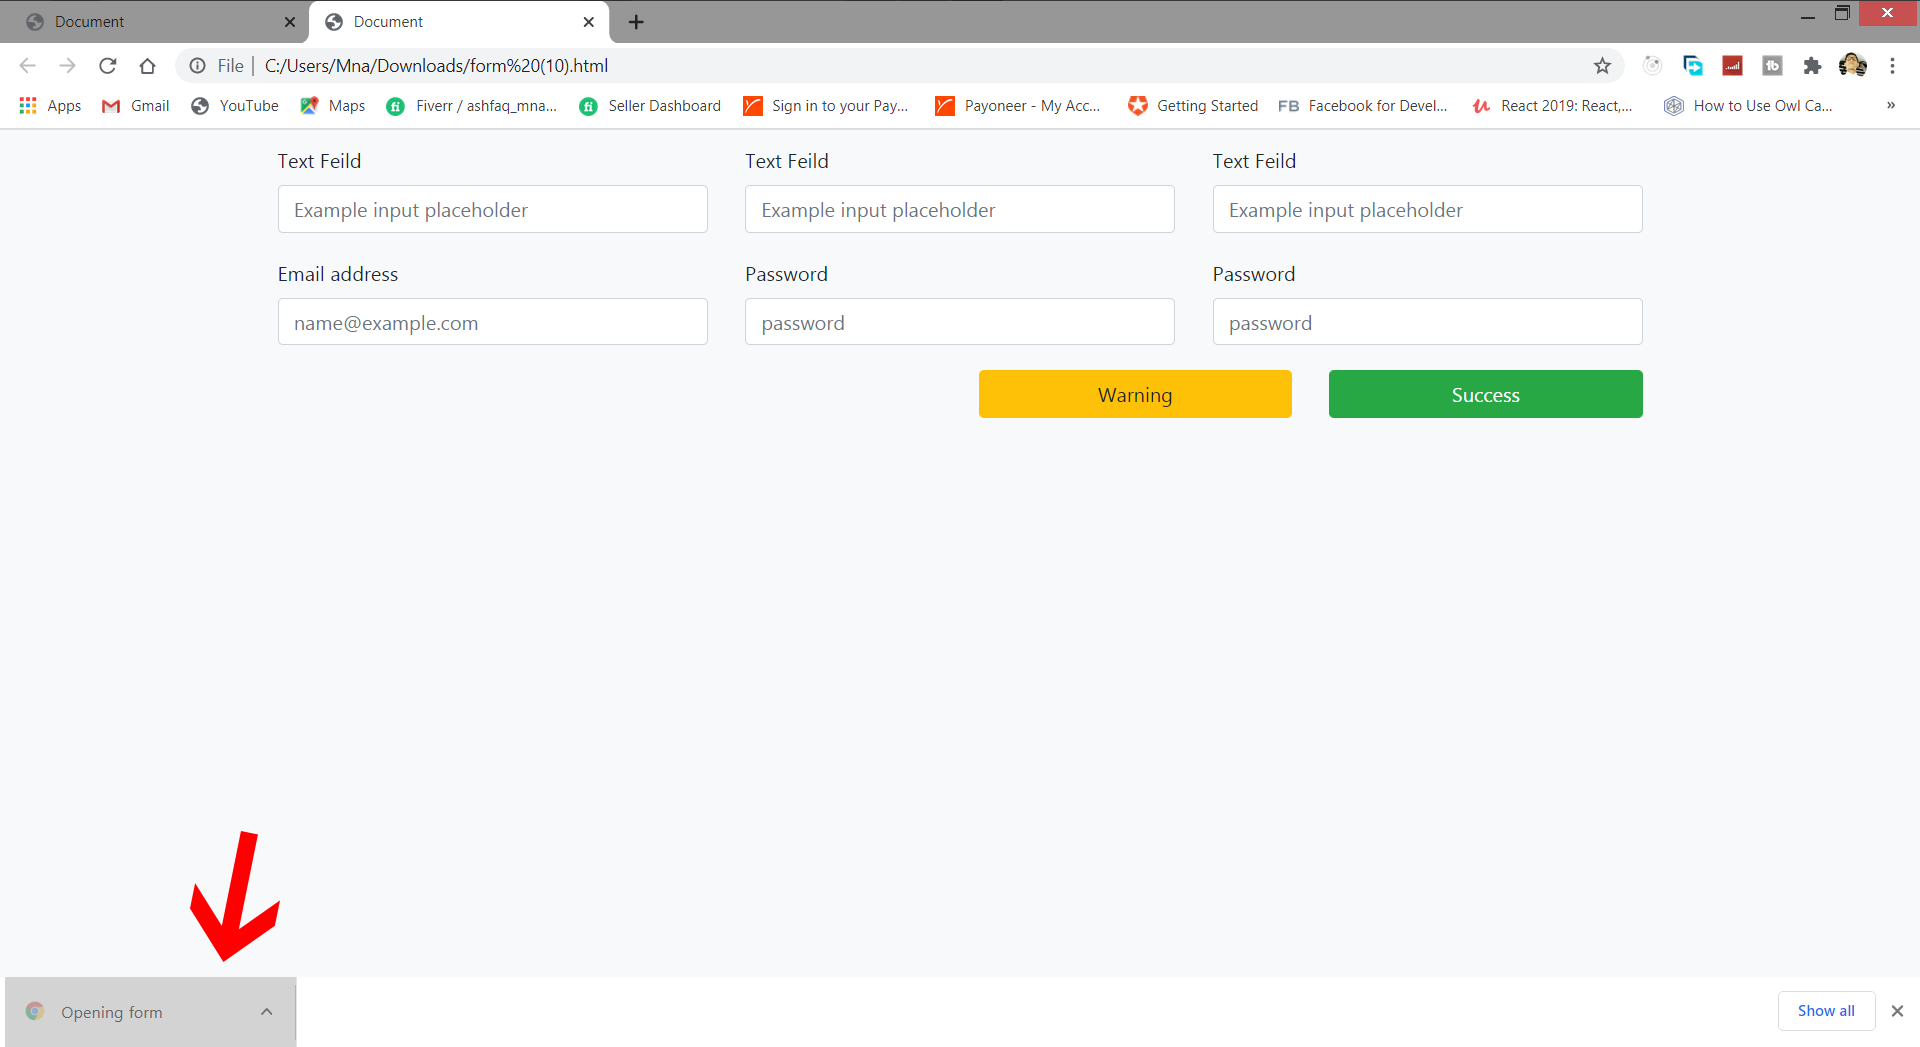 Document Document
File C:/Users/Mna/Downloads/form%20(10).html
Apps Gmail YouTube Maps Fiverr / ashfaq_mna... Seller Dashboard Sign in to your Pay... Payoneer - My Acc... Getting Started FB Facebook for Devel... React 2019: React,... How to Use Owl Ca... »
Text Feild Text Feild Text Feild
Example input placeholder Example input placeholder Example input placeholder
Email address Password Password
name@example.com password password
Warning Success
Opening form Show all